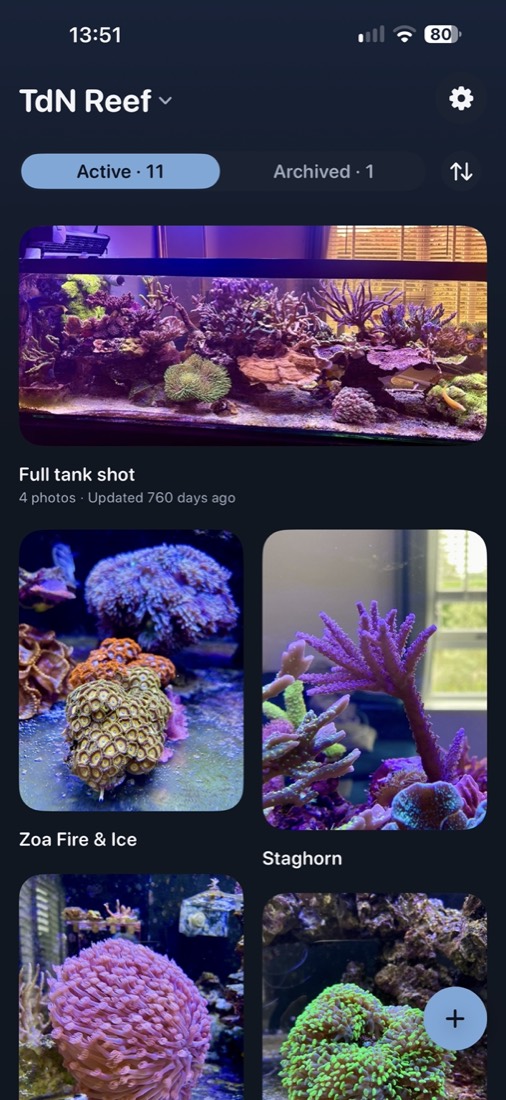 13:51
80
TdN Reef
Active · 11
Archived · 1
Full tank shot
4 photos · Updated 760 days ago
Zoa Fire & Ice
Staghorn